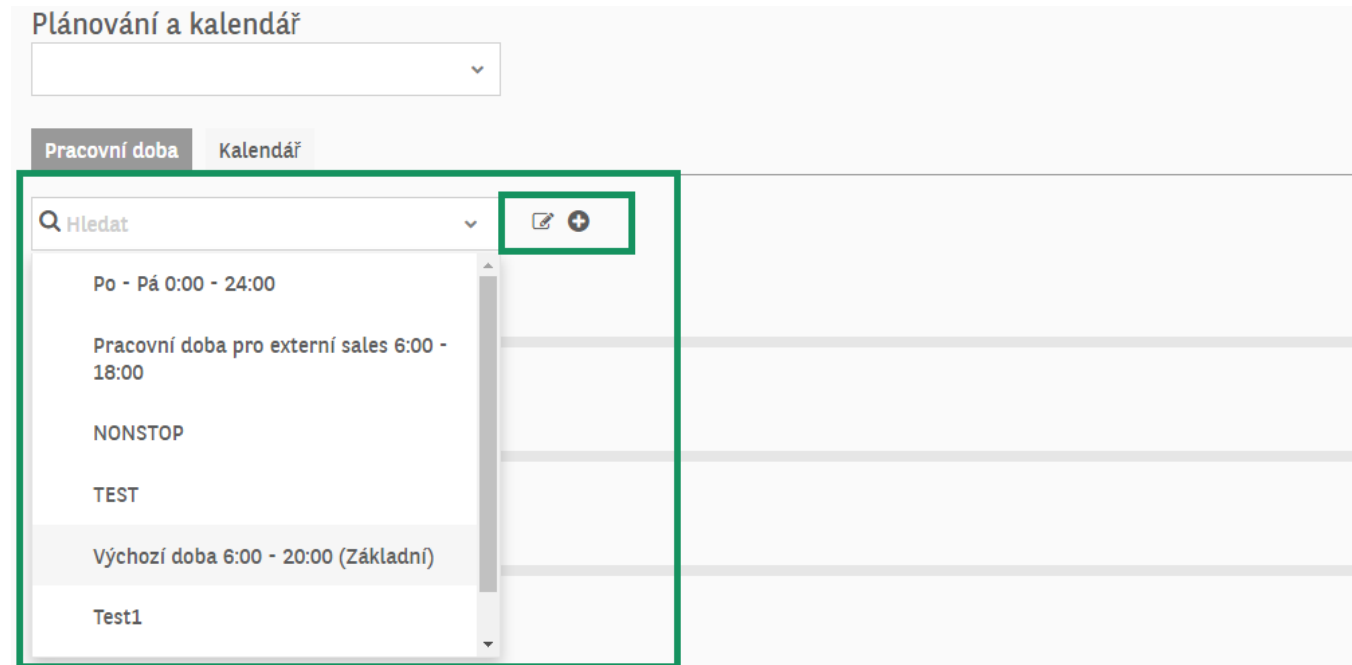 Plánování a kalendář
Pracovní doba
Kalendář
Hledat
Po - Pá 0:00 - 24:00
Pracovní doba pro externí sales 6:00 -
18:00
NONSTOP
TEST
Výchozí doba 6:00 - 20:00 (Základní)
Test1